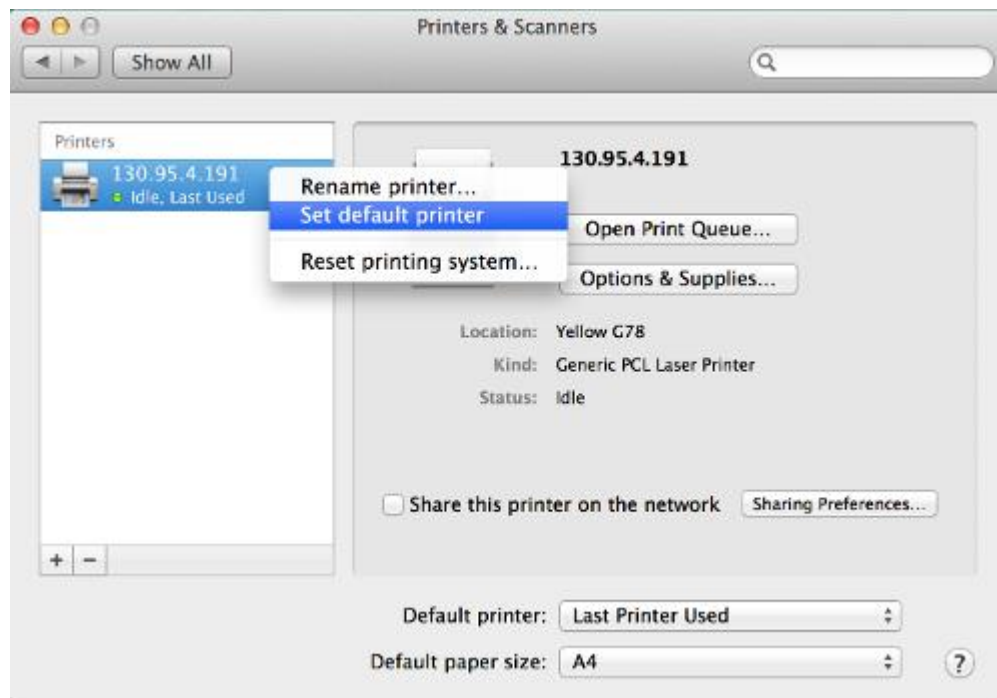 Printers & Scanners
Show All
Printers
130.95.4.191
Idle, Last Used
Rename printer...
Set default printer
Reset printing system...
130.95.4.191
Open Print Queue...
Options & Supplies...
Location: Yellow G78
Kind: Generic PCL Laser Printer
Status: Idle
Share this printer on the network Sharing Preferences...
+ −
Default printer: Last Printer Used
Default paper size: A4 ?